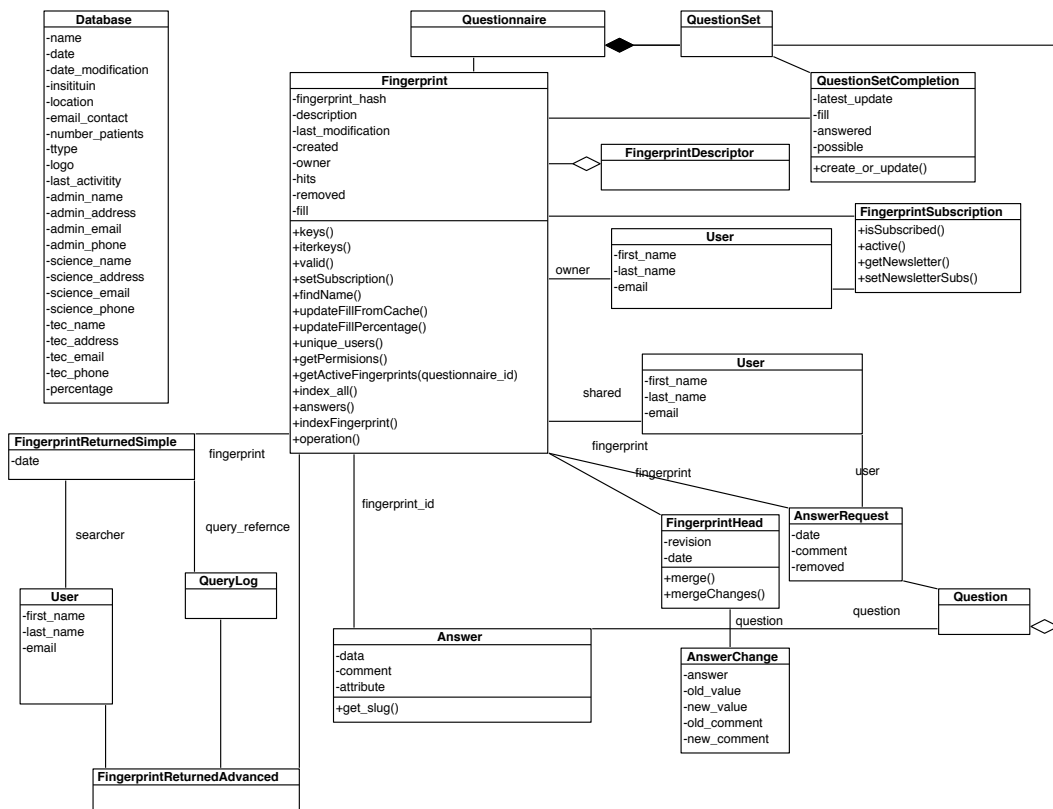 Database
-name
-date
-date_modification
-insitituin
-location
-email_contact
-number_patients
-ttype
-logo
-last_activitity
-admin_name
-admin_address
-admin_email
-admin_phone
-science_name
-science_address
-science_email
-science_phone
-tec_name
-tec_address
-tec_email
-tec_phone
-percentage
Questionnaire
QuestionSet
Fingerprint
-fingerprint_hash
-description
-last_modification
-created
-owner
-hits
-removed
-fill
+keys()
+iterkeys()
+valid()
+setSubscription()
+findName()
+updateFillFromCache()
+updateFillPercentage()
+unique_users()
+getPermisions()
+getActiveFingerprints(questionnaire_id)
+index_all()
+answers()
+indexFingerprint()
+operation()
QuestionSetCompletion
-latest_update
-fill
-answered
-possible
+create_or_update()
FingerprintDescriptor
FingerprintSubscription
+isSubscribed()
+active()
+getNewsletter()
+setNewsletterSubs()
User
-first_name
-last_name
-email
owner
User
-first_name
-last_name
-email
shared
fingerprint
fingerprint
user
FingerprintReturnedSimple
-date
fingerprint
searcher
query_refernce
fingerprint_id
FingerprintHead
-revision
-date
+merge()
+mergeChanges()
AnswerRequest
-date
-comment
-removed
QueryLog
User
-first_name
-last_name
-email
Question
question
question
Answer
-data
-comment
-attribute
+get_slug()
AnswerChange
-answer
-old_value
-new_value
-old_comment
-new_comment
FingerprintReturnedAdvanced